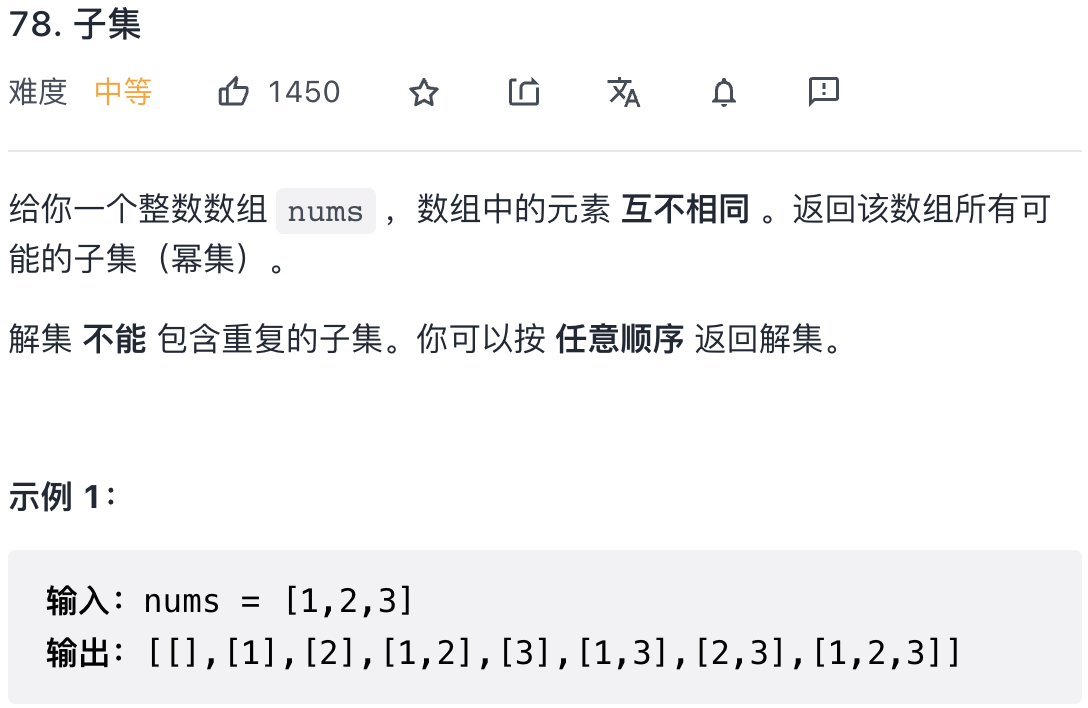 78. 子集
难度 中等 1450
给你一个整数数组 nums ，数组中的元素 互不相同 。返回该数组所有可
能的子集（幂集）。
解集 不能 包含重复的子集。你可以按 任意顺序 返回解集。
示例 1：
输入：nums = [1,2,3]
输出：[[],[1],[2],[1,2],[3],[1,3],[2,3],[1,2,3]]